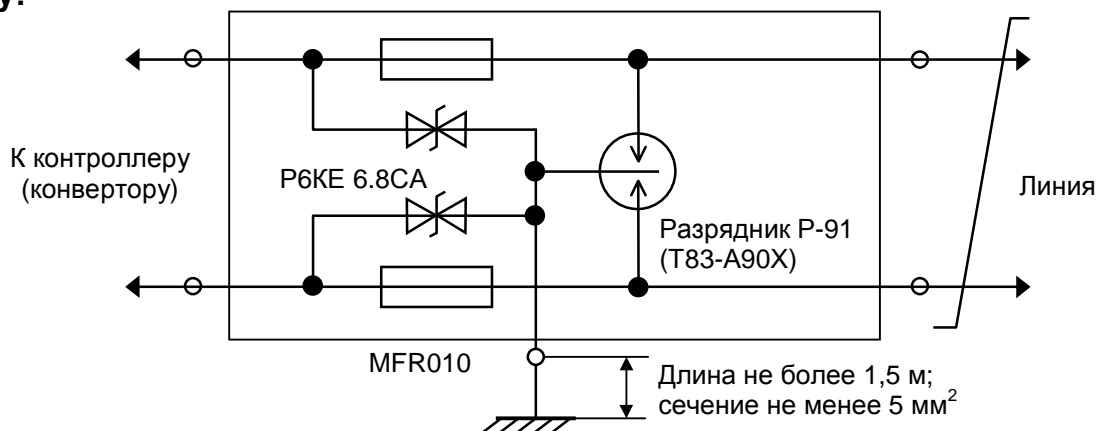 у:
К контроллеру
(конвертору)
P6KE 6.8CA
Разрядник Р-91
(T83-A90X)
Линия
MFR010
Длина не более 1,5 м;
сечение не менее 5 мм²